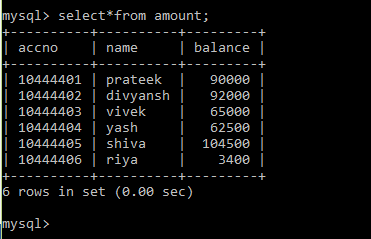 mysql> select*from amount;
+----------+----------+---------+
| accno    | name     | balance |
+----------+----------+---------+
| 10444401 | prateek  |   90000 |
| 10444402 | divyansh |   92000 |
| 10444403 | vivek    |   65000 |
| 10444404 | yash     |   62500 |
| 10444405 | shiva    |  104500 |
| 10444406 | riya     |    3400 |
+----------+----------+---------+
6 rows in set (0.00 sec)
mysql>